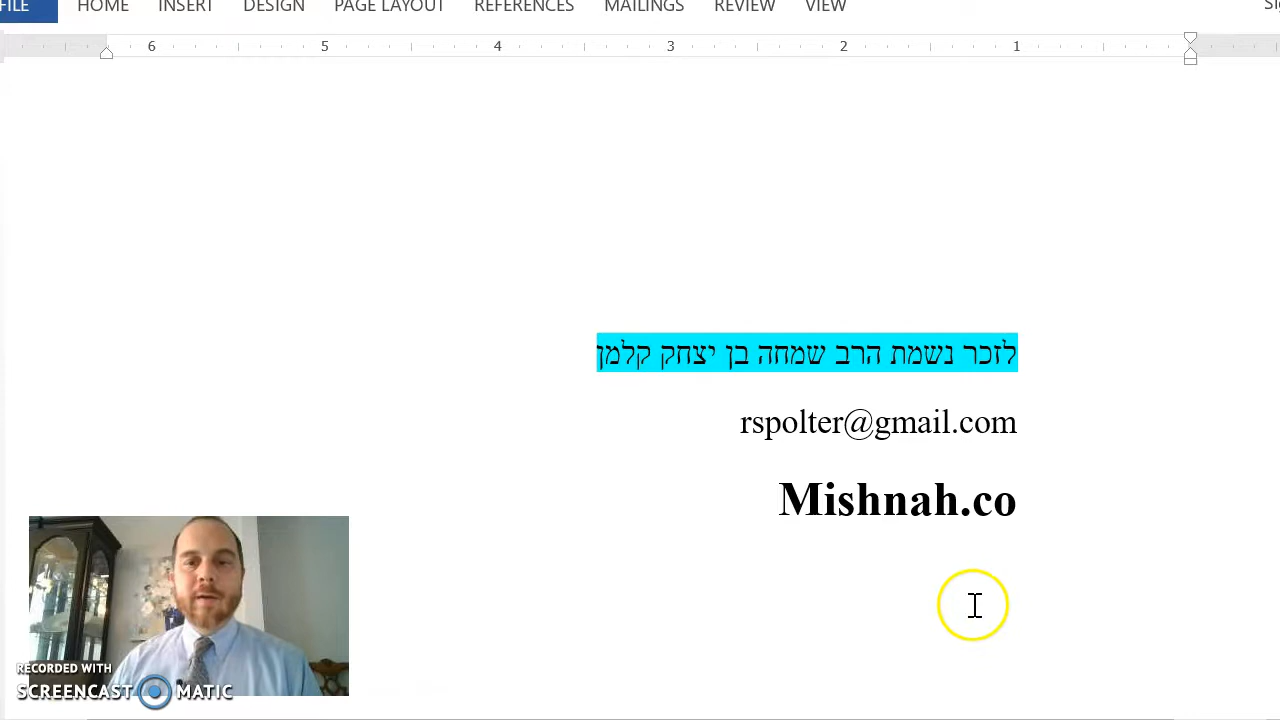 FILE HOME INSERT DESIGN PAGE LAYOUT REFERENCES MAILINGS REVIEW VIEW
6 5 4 3 2 1
לזכר נשמת הרב שמחה בן יצחק קלמן
rspolter@gmail.com
Mishnah.co
RECORDED WITH
SCREENCAST MATIC